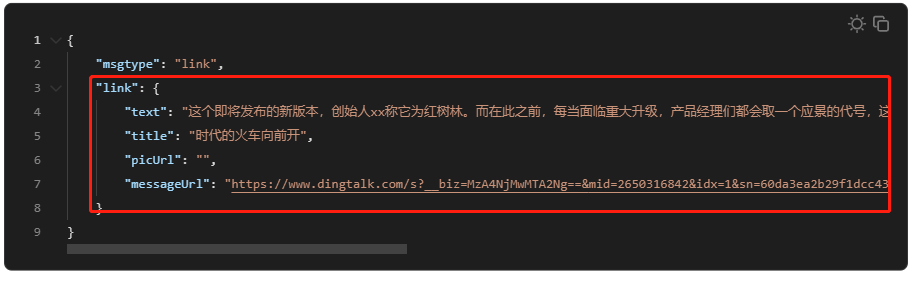 1 {
2 "msgtype": "link",
3 "link": {
4 "text": "这个即将发布的新版本，创始人xx称它为红树林。而在此之前，每当面临重大升级，产品经理们都会取一个应景的代号，这
5 "title": "时代的火车向前开",
6 "picUrl": "",
7 "messageUrl": "https://www.dingtalk.com/s?__biz=MzA4NjMwMTA2Ng==&mid=2650316842&idx=1&sn=60da3ea2b29f1dcc43
8 }
9 }